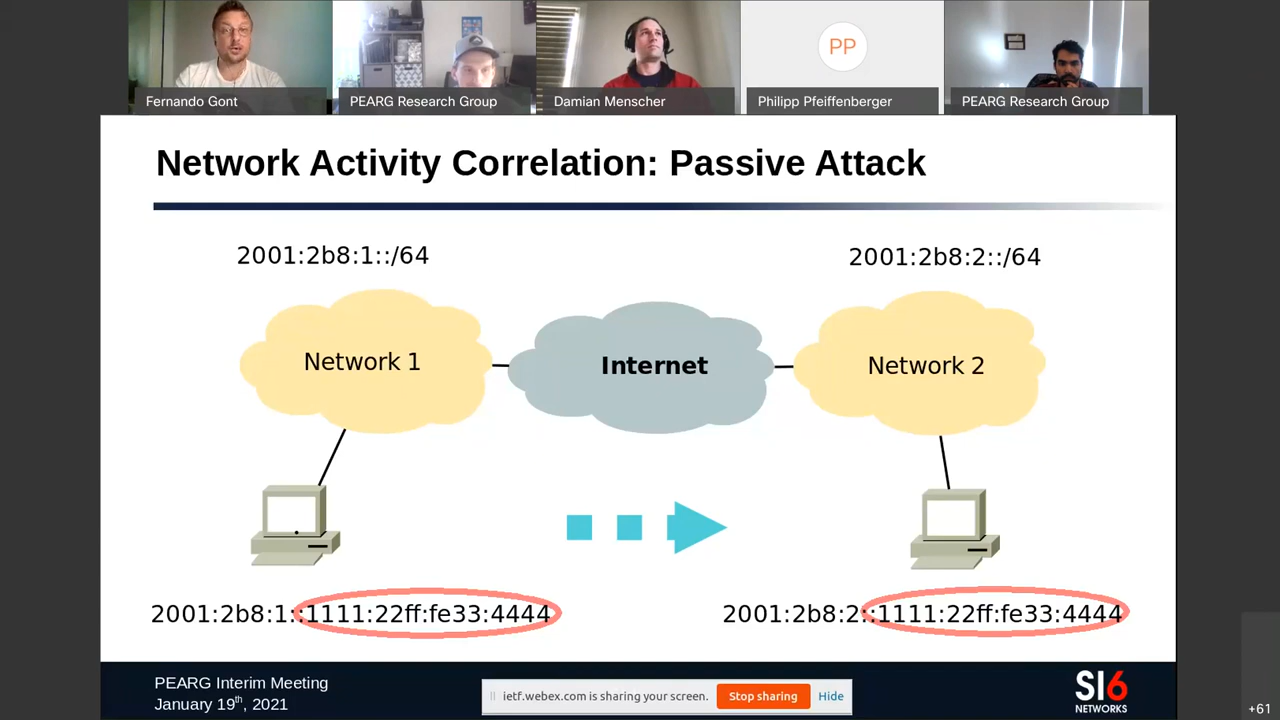 Fernando Gont
PEARG Research Group
Damian Menscher
PP
Philipp Pfeiffenberger
PEARG Research Group
Network Activity Correlation: Passive Attack
2001:2b8:1::/64
2001:2b8:2::/64
Network 1
Internet
Network 2
2001:2b8:1::1111:22ff:fe33:4444
2001:2b8:2::1111:22ff:fe33:4444
PEARG Interim Meeting
January 19th, 2021
ietf.webex.com is sharing your screen.
Stop sharing
Hide
SI6
NETWORKS
+61